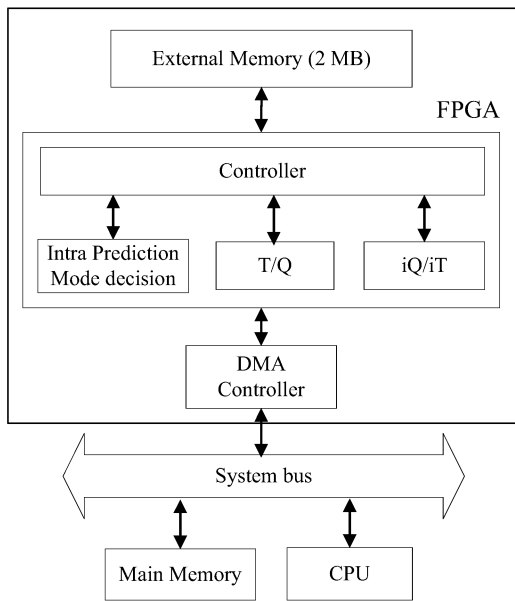 External Memory (2 MB)
FPGA
Controller
Intra Prediction
Mode decision
T/Q
iQ/iT
DMA
Controller
System bus
Main Memory
CPU